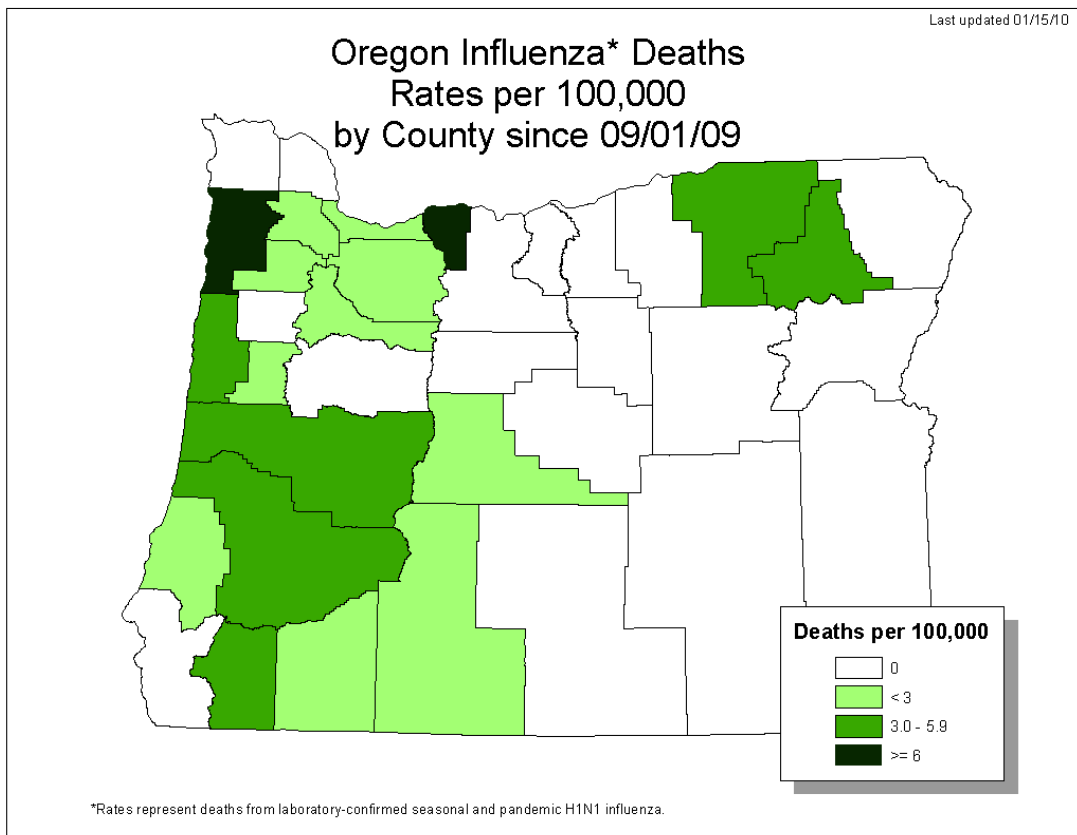 Last updated 01/15/10
Oregon Influenza* Deaths
Rates per 100,000
by County since 09/01/09
Deaths per 100,000
0
< 3
3.0 - 5.9
>= 6
*Rates represent deaths from laboratory-confirmed seasonal and pandemic H1N1 influenza.